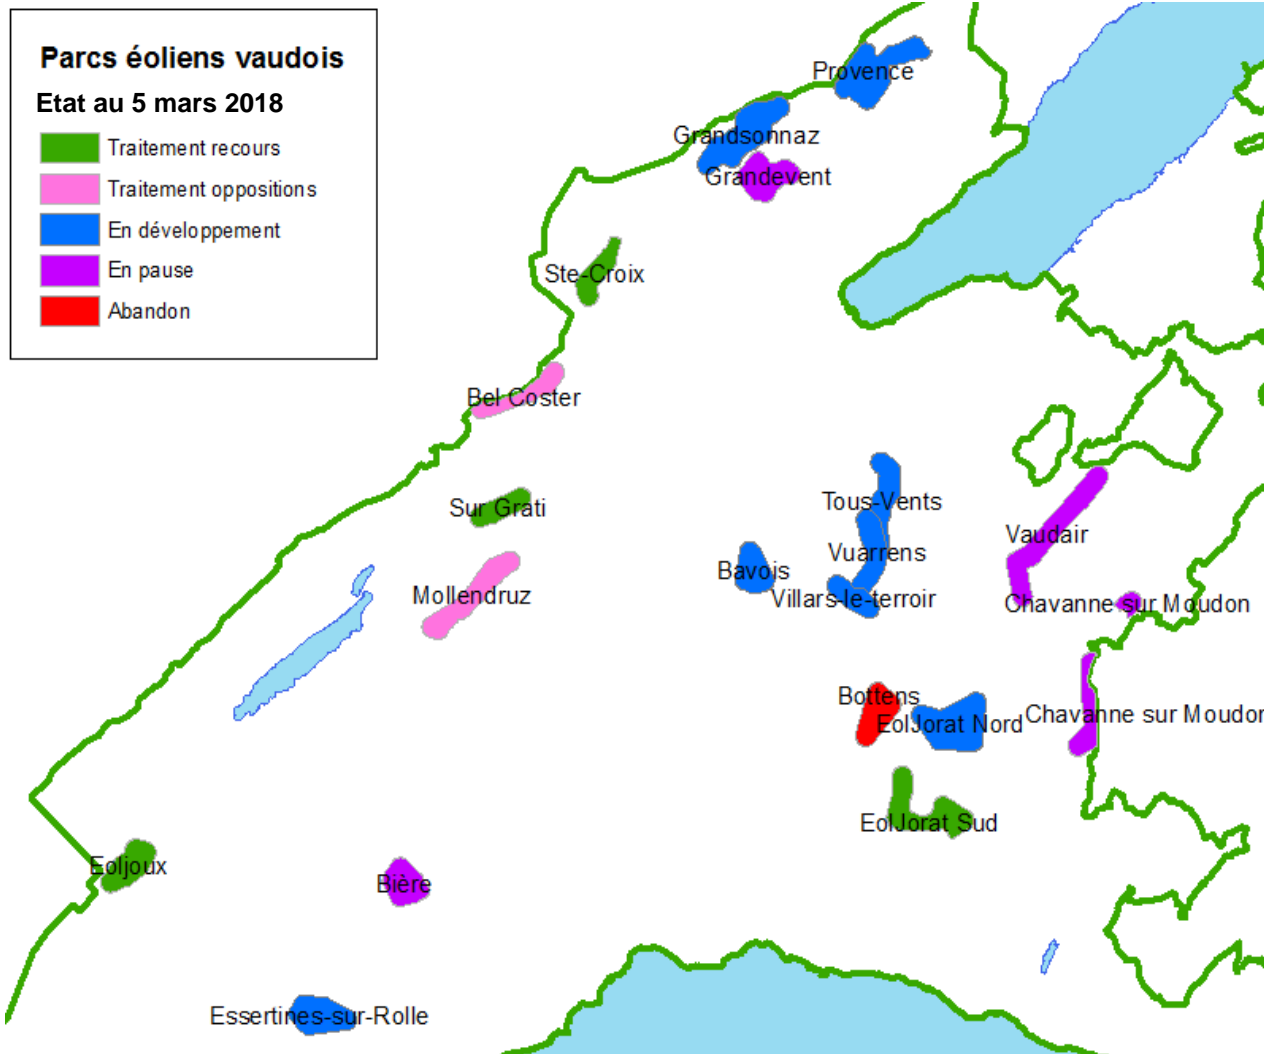 Parcs éoliens vaudois
Etat au 5 mars 2018
Traitement recours
Traitement oppositions
En développement
En pause
Abandon
Provence
Grandsonnaz
Grandevent
Ste-Croix
Bel Coster
Sur Grati
Tous-Vents
Vaudair
Vuarrens
Bavois
Mollendruz
Villars-le-terroir
Chavanne sur Moudon
Bottens
EolJorat Nord
Chavanne sur Moudon
EolJorat Sud
Eoljoux
Bière
Essertines-sur-Rolle